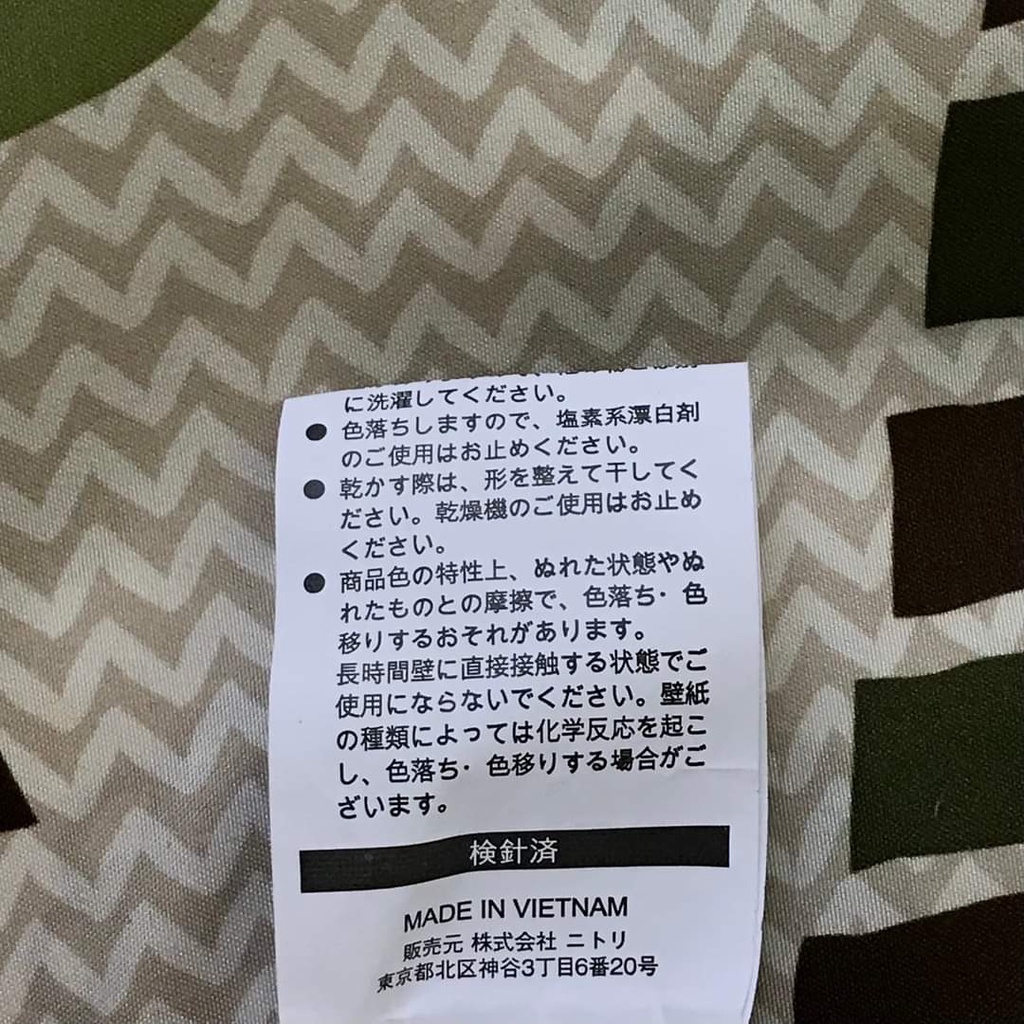 に洗濯してください。
● 色落ちしますので、塩素系漂白剤
のご使用はお止めください。
● 乾かす際は、形を整えて干してく
ださい。乾燥機のご使用はお止め
ください。
● 商品色の特性上、ぬれた状態やぬ
れたものとの摩擦で、色落ち・色
移りするおそれがあります。
長時間壁に直接接触する状態でご
使用にならないでください。壁紙
の種類によっては化学反応を起こ
し、色落ち・色移りする場合がご
ざいます。
検針済
MADE IN VIETNAM
販売元 株式会社 ニトリ
東京都北区神谷3丁目6番20号